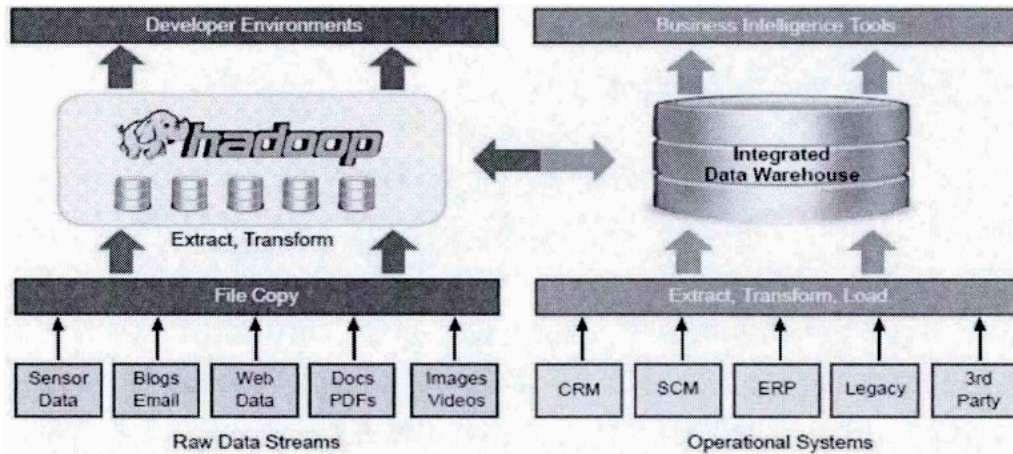 Developer Environments
hadoop
Extract, Transform
File Copy
Sensor
Data
Blogs
Email
Web
Data
Docs
PDFs
Images
Videos
Raw Data Streams
Business Intelligence Tools
Integrated
Data Warehouse
Extract, Transform, Load
CRM
SCM
ERP
Legacy
3rd
Party
Operational Systems